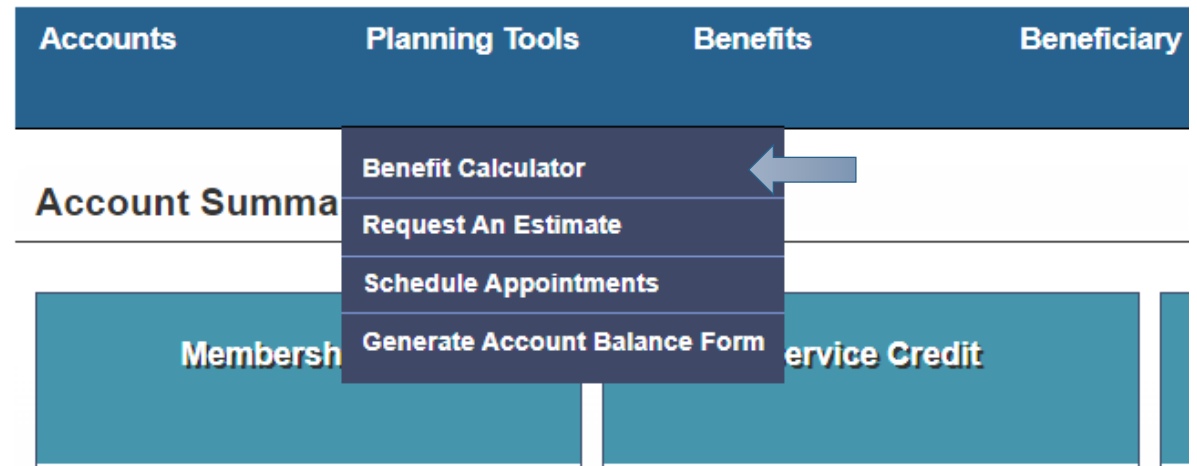 Accounts Planning Tools Benefits Beneficiary
Benefit Calculator
Account Summa
Request An Estimate
Schedule Appointments
Generate Account Balance Form
Membersh ervice Credit